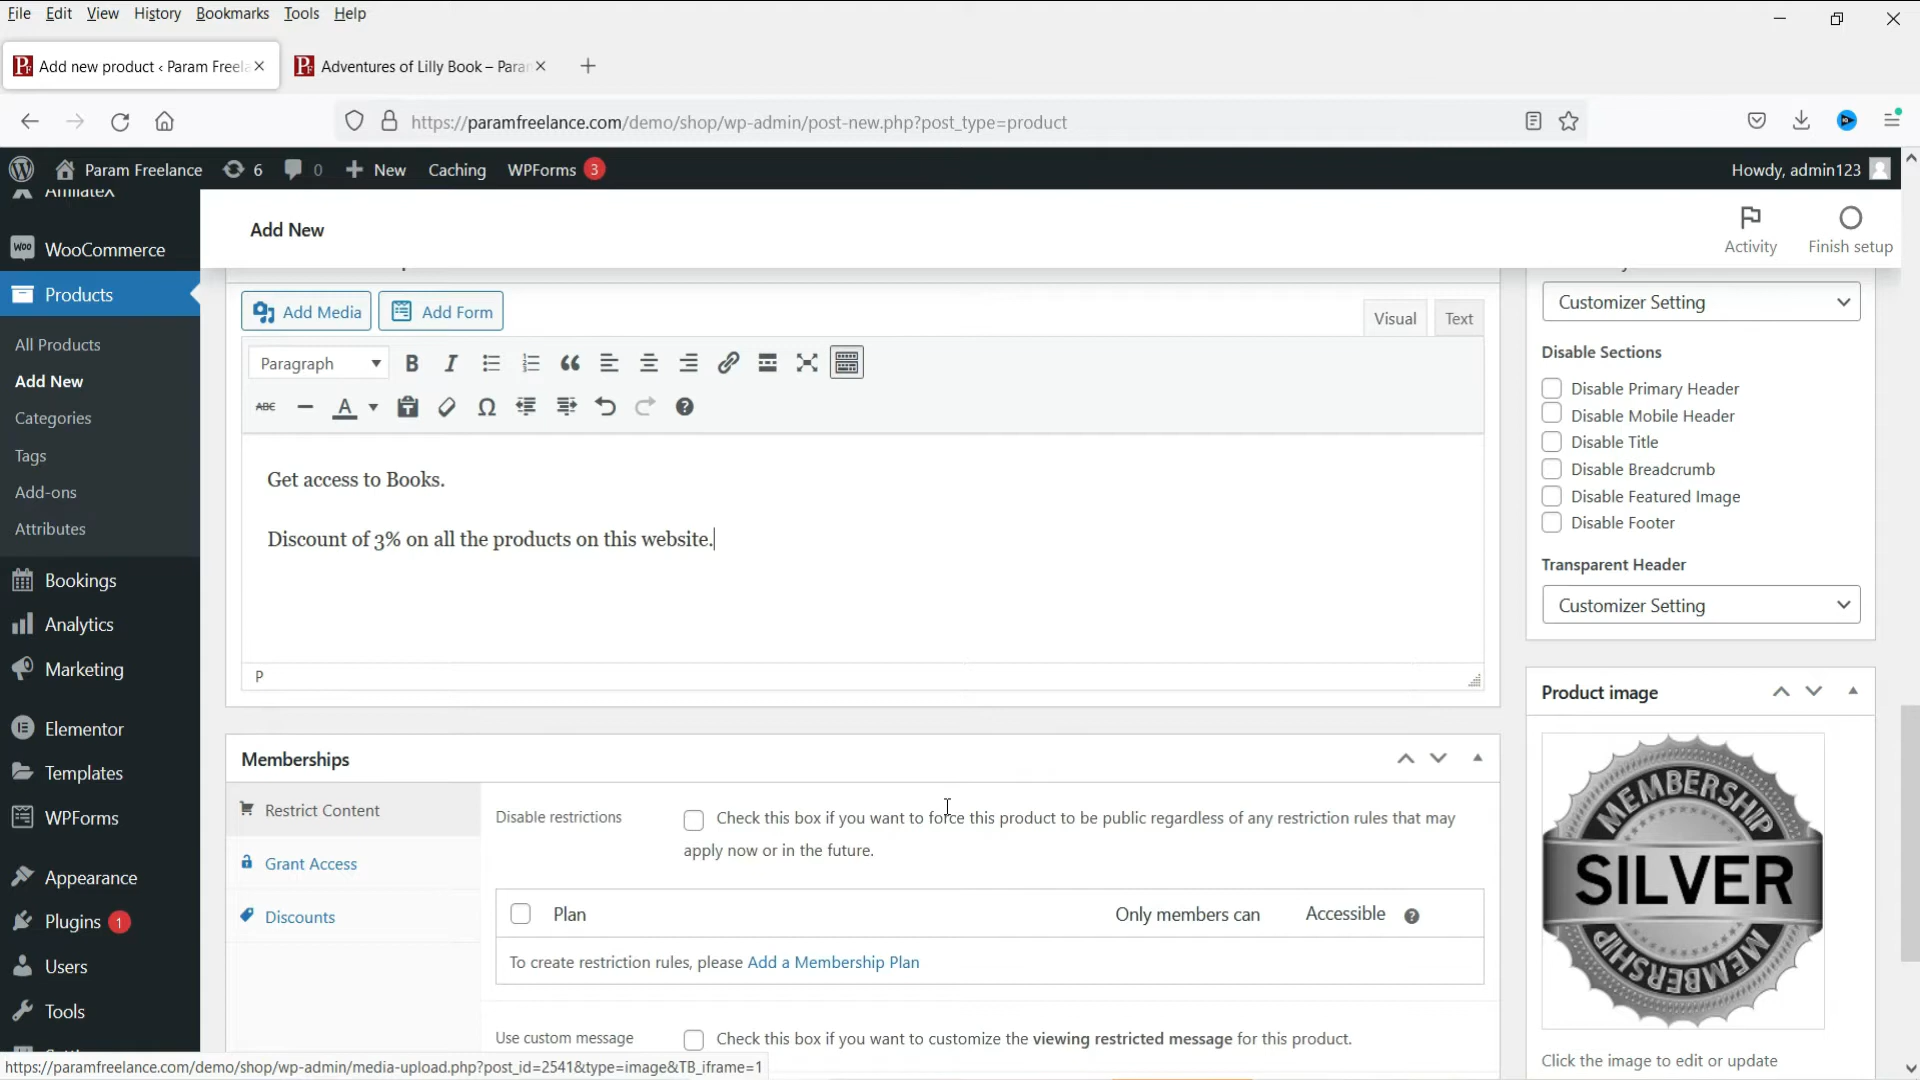 File Edit View History Bookmarks Tools Help
Add new product ‹ Param Freela
Adventures of Lilly Book – Para
https://paramfreelance.com/demo/shop/wp-admin/post-new.php?post_type=product
Param Freelance 6 0 New Caching WPForms 3 Howdy, admin123
AffiliateX
WooCommerce
Products
All Products
Add New
Categories
Tags
Add-ons
Attributes
Bookings
Analytics
Marketing
Elementor
Templates
WPForms
Appearance
Plugins 1
Users
Tools
Add New
Activity
Finish setup
Add Media Add Form
Visual Text
Paragraph
ABC
Get access to Books.
Discount of 3% on all the products on this website.
P
Memberships
Restrict Content
Grant Access
Discounts
Disable restrictions
Check this box if you want to force this product to be public regardless of any restriction rules that may
apply now or in the future.
Plan Only members can Accessible
To create restriction rules, please Add a Membership Plan
Use custom message
Check this box if you want to customize the viewing restricted message for this product.
Customizer Setting
Disable Sections
Disable Primary Header
Disable Mobile Header
Disable Title
Disable Breadcrumb
Disable Featured Image
Disable Footer
Transparent Header
Customizer Setting
Product image
MEMBERSHIP
SILVER
MEMBERSHIP
Click the image to edit or update
https://paramfreelance.com/demo/shop/wp-admin/media-upload.php?post_id=2541&type=image&TB_iframe=1